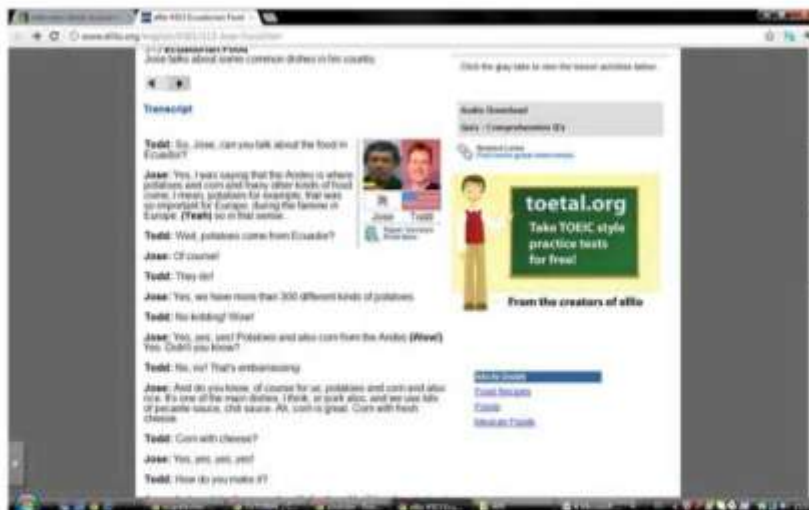 Ecuadorian Food
Jose talks about some common dishes in his country.
Transcript
Todd: So, Jose, can you talk about the food in
Ecuador?
Jose: Yes, I was saying that the Andes is where
potatoes and corn and many other kinds of food
come. I mean, potatoes for example, that was
so important for Europe, during the famine in
Europe. (Yeah) so in that sense.
Todd: Well, potatoes come from Ecuador?
Jose: Of course!
Todd: They do!
Jose: Yes, we have more than 300 different kinds of potatoes.
Todd: No kidding! Wow!
Jose: Yes, yes, yes! Potatoes and also corn from the Andes (Wow!)
Yes. Didn't you know?
Todd: No, no! That's embarrassing.
Jose: And do you know, of course for us, potatoes and corn and also
rice. It's one of the main dishes, I think, or pork also, and we use lots
of picante sauce, chili sauce. Ah, corn is great. Corn with fresh
cheese.
Todd: Corn with cheese?
Jose: Yes, yes, yes, yes!
Todd: How do you make it?
Jose Todd
Click the gray tabs to view the lesson activities below.
Audio Download
Quiz - Comprehension
Related Links
toetal.org
Take TOEIC style
practice tests
for free!
From the creators of elllo
Food Recipes
Foods
Mexican Foods